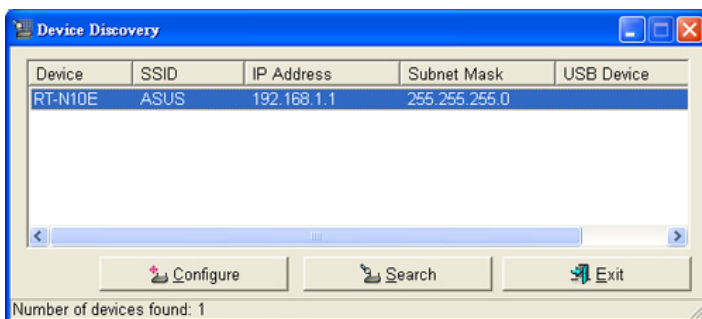 Device Discovery
Device SSID IP Address Subnet Mask USB Device
RT-N10E ASUS 192.168.1.1 255.255.255.0
Configure Search Exit
Number of devices found: 1